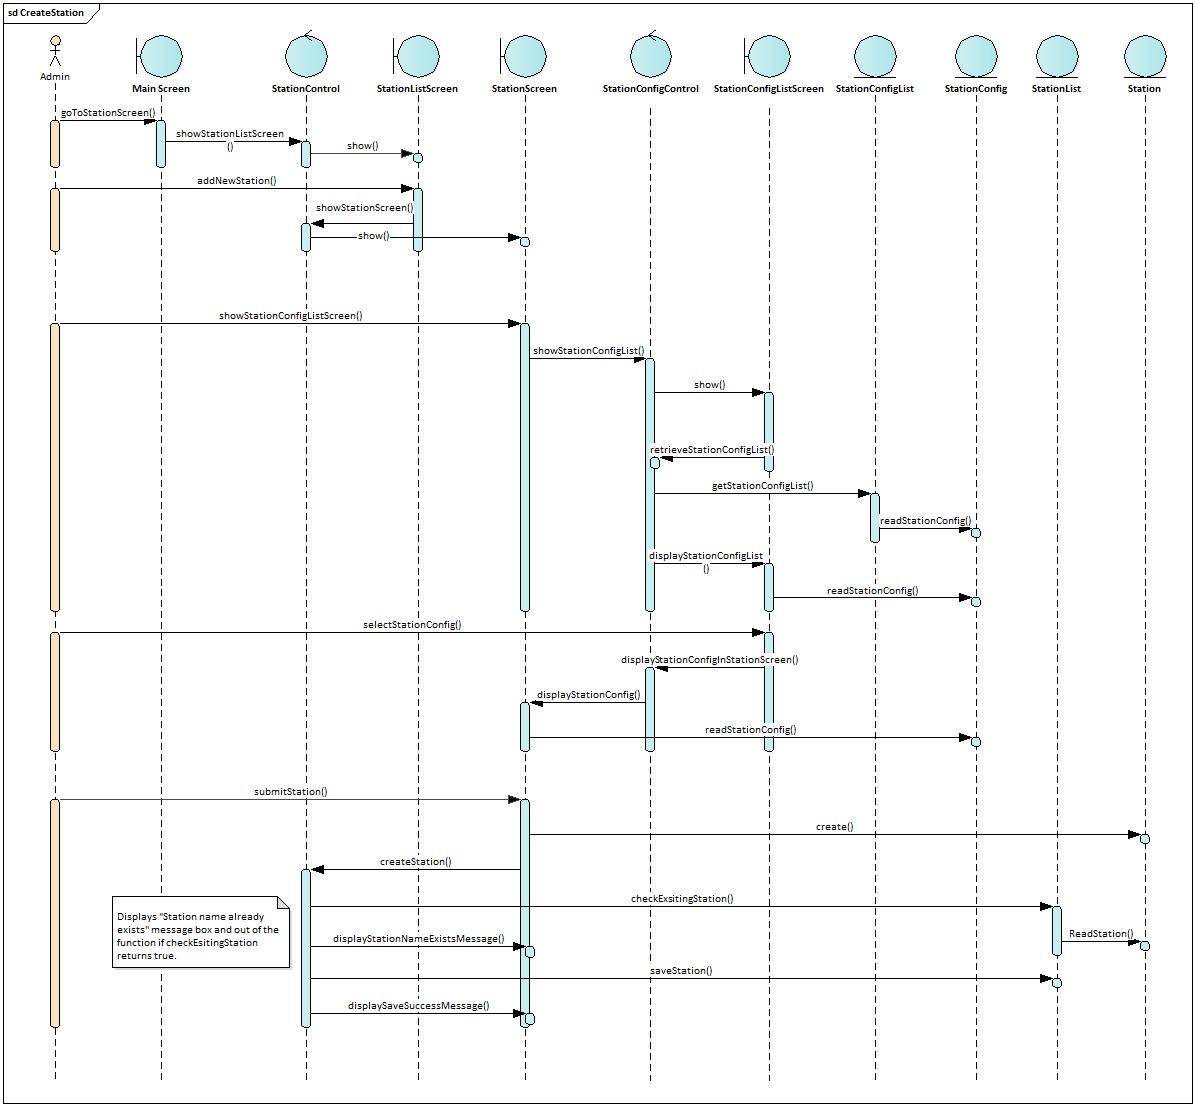 sd CreateStation
Admin
Main Screen
StationControl
StationListScreen
StationScreen
StationConfigControl
StationConfigListScreen
StationConfigList
StationConfig
StationList
Station
goToStationScreen()
showStationListScreen
()
show()
addNewStation()
showStationScreen()
show()
showStationConfigListScreen()
showStationConfigList()
show()
retrieveStationConfigList()
getStationConfigList()
readStationConfig()
displayStationConfigList
()
readStationConfig()
selectStationConfig()
displayStationConfigInStationScreen()
displayStationConfig()
readStationConfig()
submitStation()
create()
createStation()
checkExsitingStation()
Displays "Station name already
exists" message box and out of the
function if checkEsitingStation
returns true.
displayStationNameExistsMessage()
ReadStation()
saveStation()
displaySaveSuccessMessage()